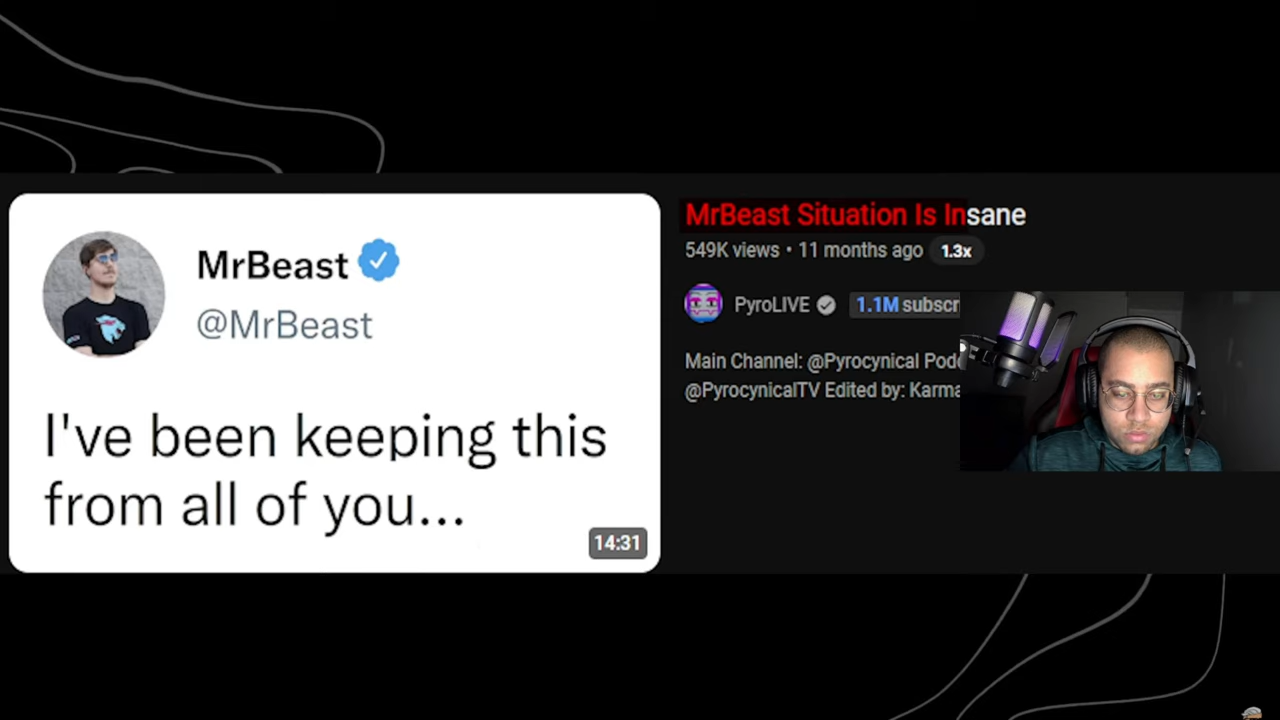 MrBeast
@MrBeast
I've been keeping this
from all of you...
14:31
MrBeast Situation Is Insane
549K views • 11 months ago 1.3x
PyroLIVE 1.1M subscr
Main Channel: @Pyrocynical
@PyrocynicalTV Edited by: Karma